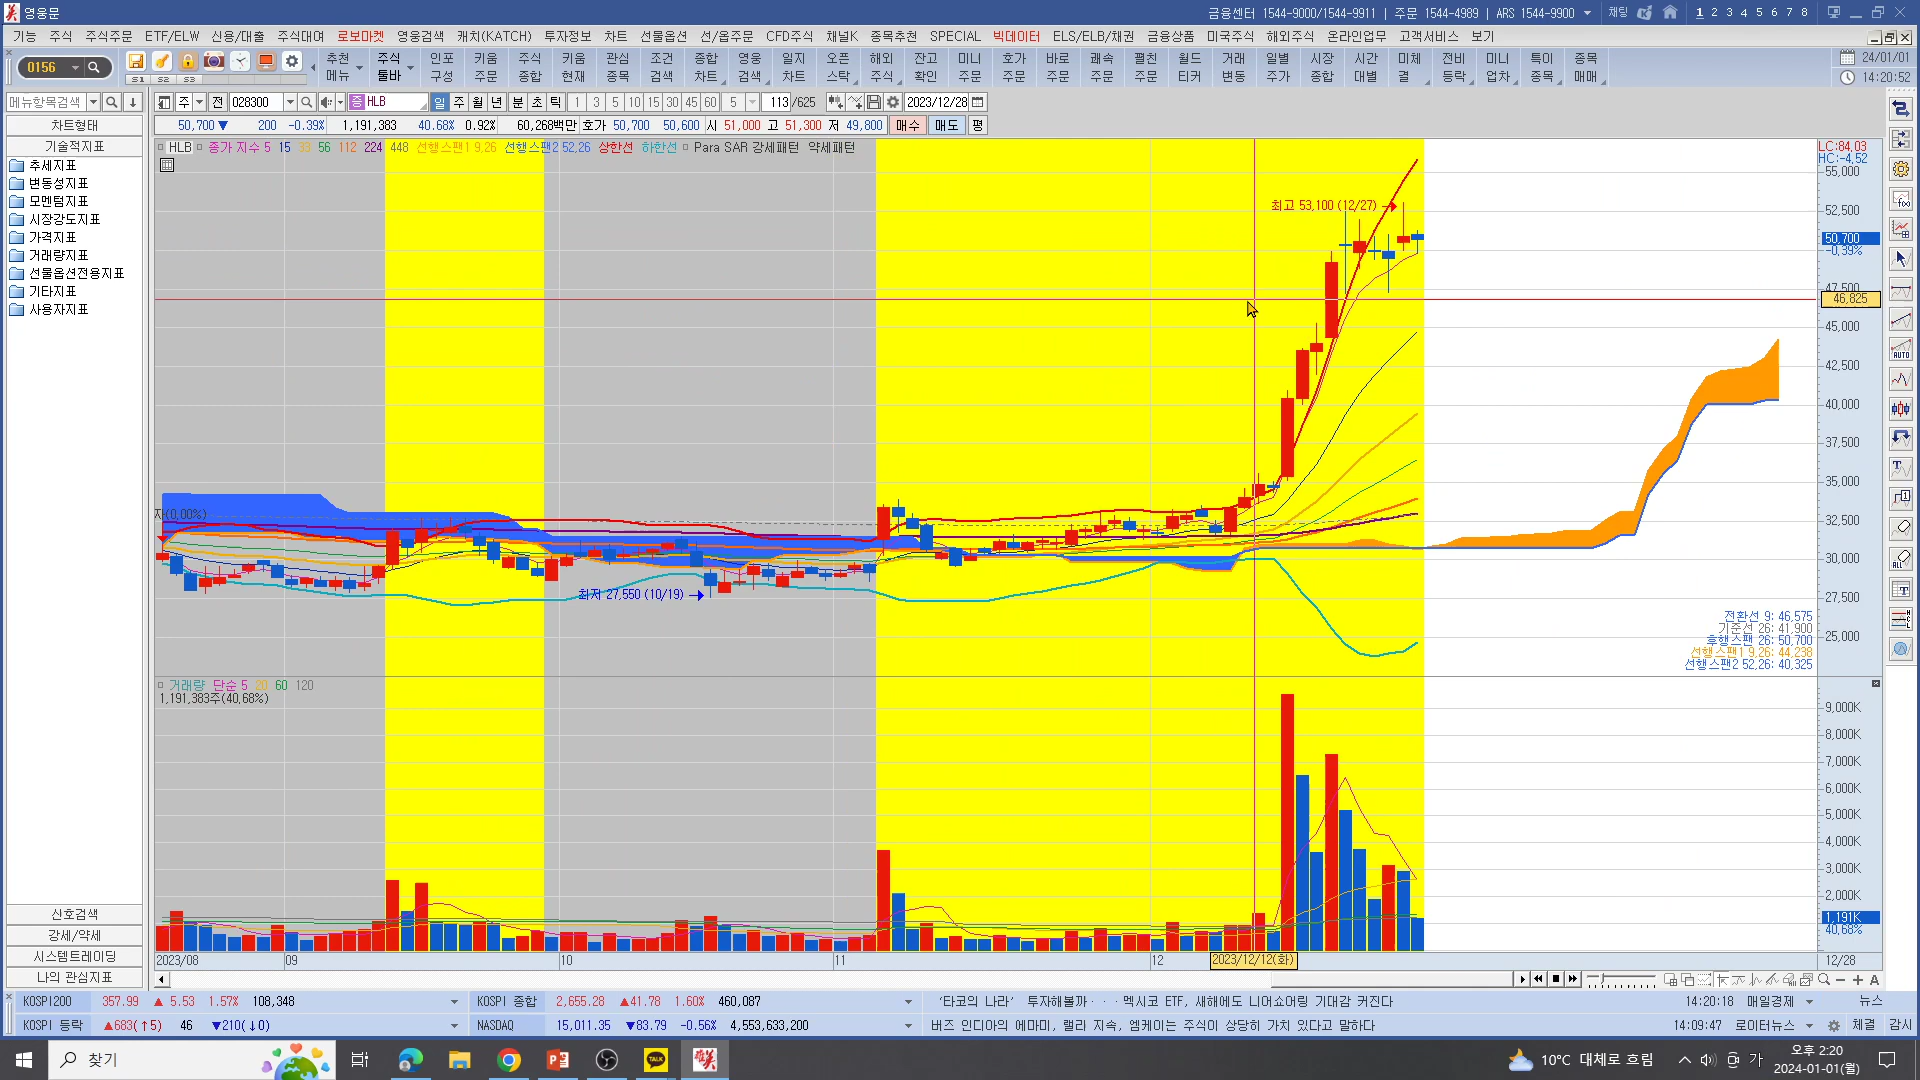 영웅문
금융센터 1544-9000/1544-9911 | 주문 1544-4989 | ARS 1544-9900 채팅 1 2 3 4 5 6 7 8
기능 주식 주식주문 ETF/ELW 신용/대출 주식대여 로보마켓 영웅검색 캐치(KATCH) 투자정보 차트 선물옵션 선/옵주문 CFD주식 채널K 종목추천 SPECIAL 빅데이터 ELS/ELB/채권 금융상품 미국주식 해외주식 온라인업무 고객서비스 보기
0156 S1 S2 S3
추천 주식 인포 키움 주식 키움 관심 조건 종합 영웅 일지 오픈 해외 잔고 미니 호가 바로 쾌속 펼친 월드 거래 일별 시장 시간 미체 전비 미니 특이 종목
메뉴 툴바 구성 주문 종합 현재 종목 검색 차트 검색 차트 스탁 주식 확인 주문 주문 주문 주문 주문 티커 변동 주가 종합 대별 결 등락 업차 종목 매매
24/01/01
14:20:52
메뉴항목검색 주 전 028300 증 HLB 일 주 월 년 분 초 틱 1 3 5 10 15 30 45 60 5 113 /625 2023/12/28
50,700 ▼ 200 -0.39% 1,191,383 40.68% 0.92% 60,268백만 호가 50,700 50,600 시 51,000 고 51,300 저 49,800 매수 매도 평
차트형태
기술적지표
추세지표
변동성지표
모멘텀지표
시장강도지표
가격지표
거래량지표
선물옵션전용지표
기타지표
사용자지표
신호검색
강세/약세
시스템트레이딩
나의 관심지표
HLB 종가 지수 5 15 33 56 112 224 448 선행스팬1 9,26 선행스팬2 52,26 상한선 하한선 Para SAR 강세패턴 약세패턴
LC:84,03
HC:-4,52
55,000
52,500
50,700
-0,39%
47,500
46,825
45,000
42,500
40,000
37,500
35,000
32,500
30,000
27,500
25,000
최고 53,100 (12/27)
자(0,00%)
최저 27,550 (10/19)
전환선 9: 46,575
기준선 26: 41,900
후행스팬 26: 50,700
선행스팬1 9,26: 44,238
선행스팬2 52,26: 40,325
거래량 단순 5 20 60 120
1,191,383주(40,68%)
9,000K
8,000K
7,000K
6,000K
5,000K
4,000K
3,000K
2,000K
1,191K
40,68%
2023/08 09 10 11 12 2023/12/12(화) 12/28
KOSPI200 357.99 ▲ 5.53 1.57% 108,348 KOSPI 종합 2,655.28 ▲41.78 1.60% 460,087 '타코의 나라' 투자해볼까···멕시코 ETF, 새해에도 니어쇼어링 기대감 커진다 14:20:18 매일경제 뉴스
KOSPI 등락 ▲683(↑5) 46 ▼210(↓0) NASDAQ 15,011.35 ▼83.79 -0.56% 4,553,633,200 버즈 인디아의 에마미, 랠리 지속, 엠케이는 주식이 상당히 가치 있다고 말하다 14:09:47 로이터뉴스 체결 감시
찾기
10°C 대체로 흐림 가 오후 2:20
2024-01-01(월)